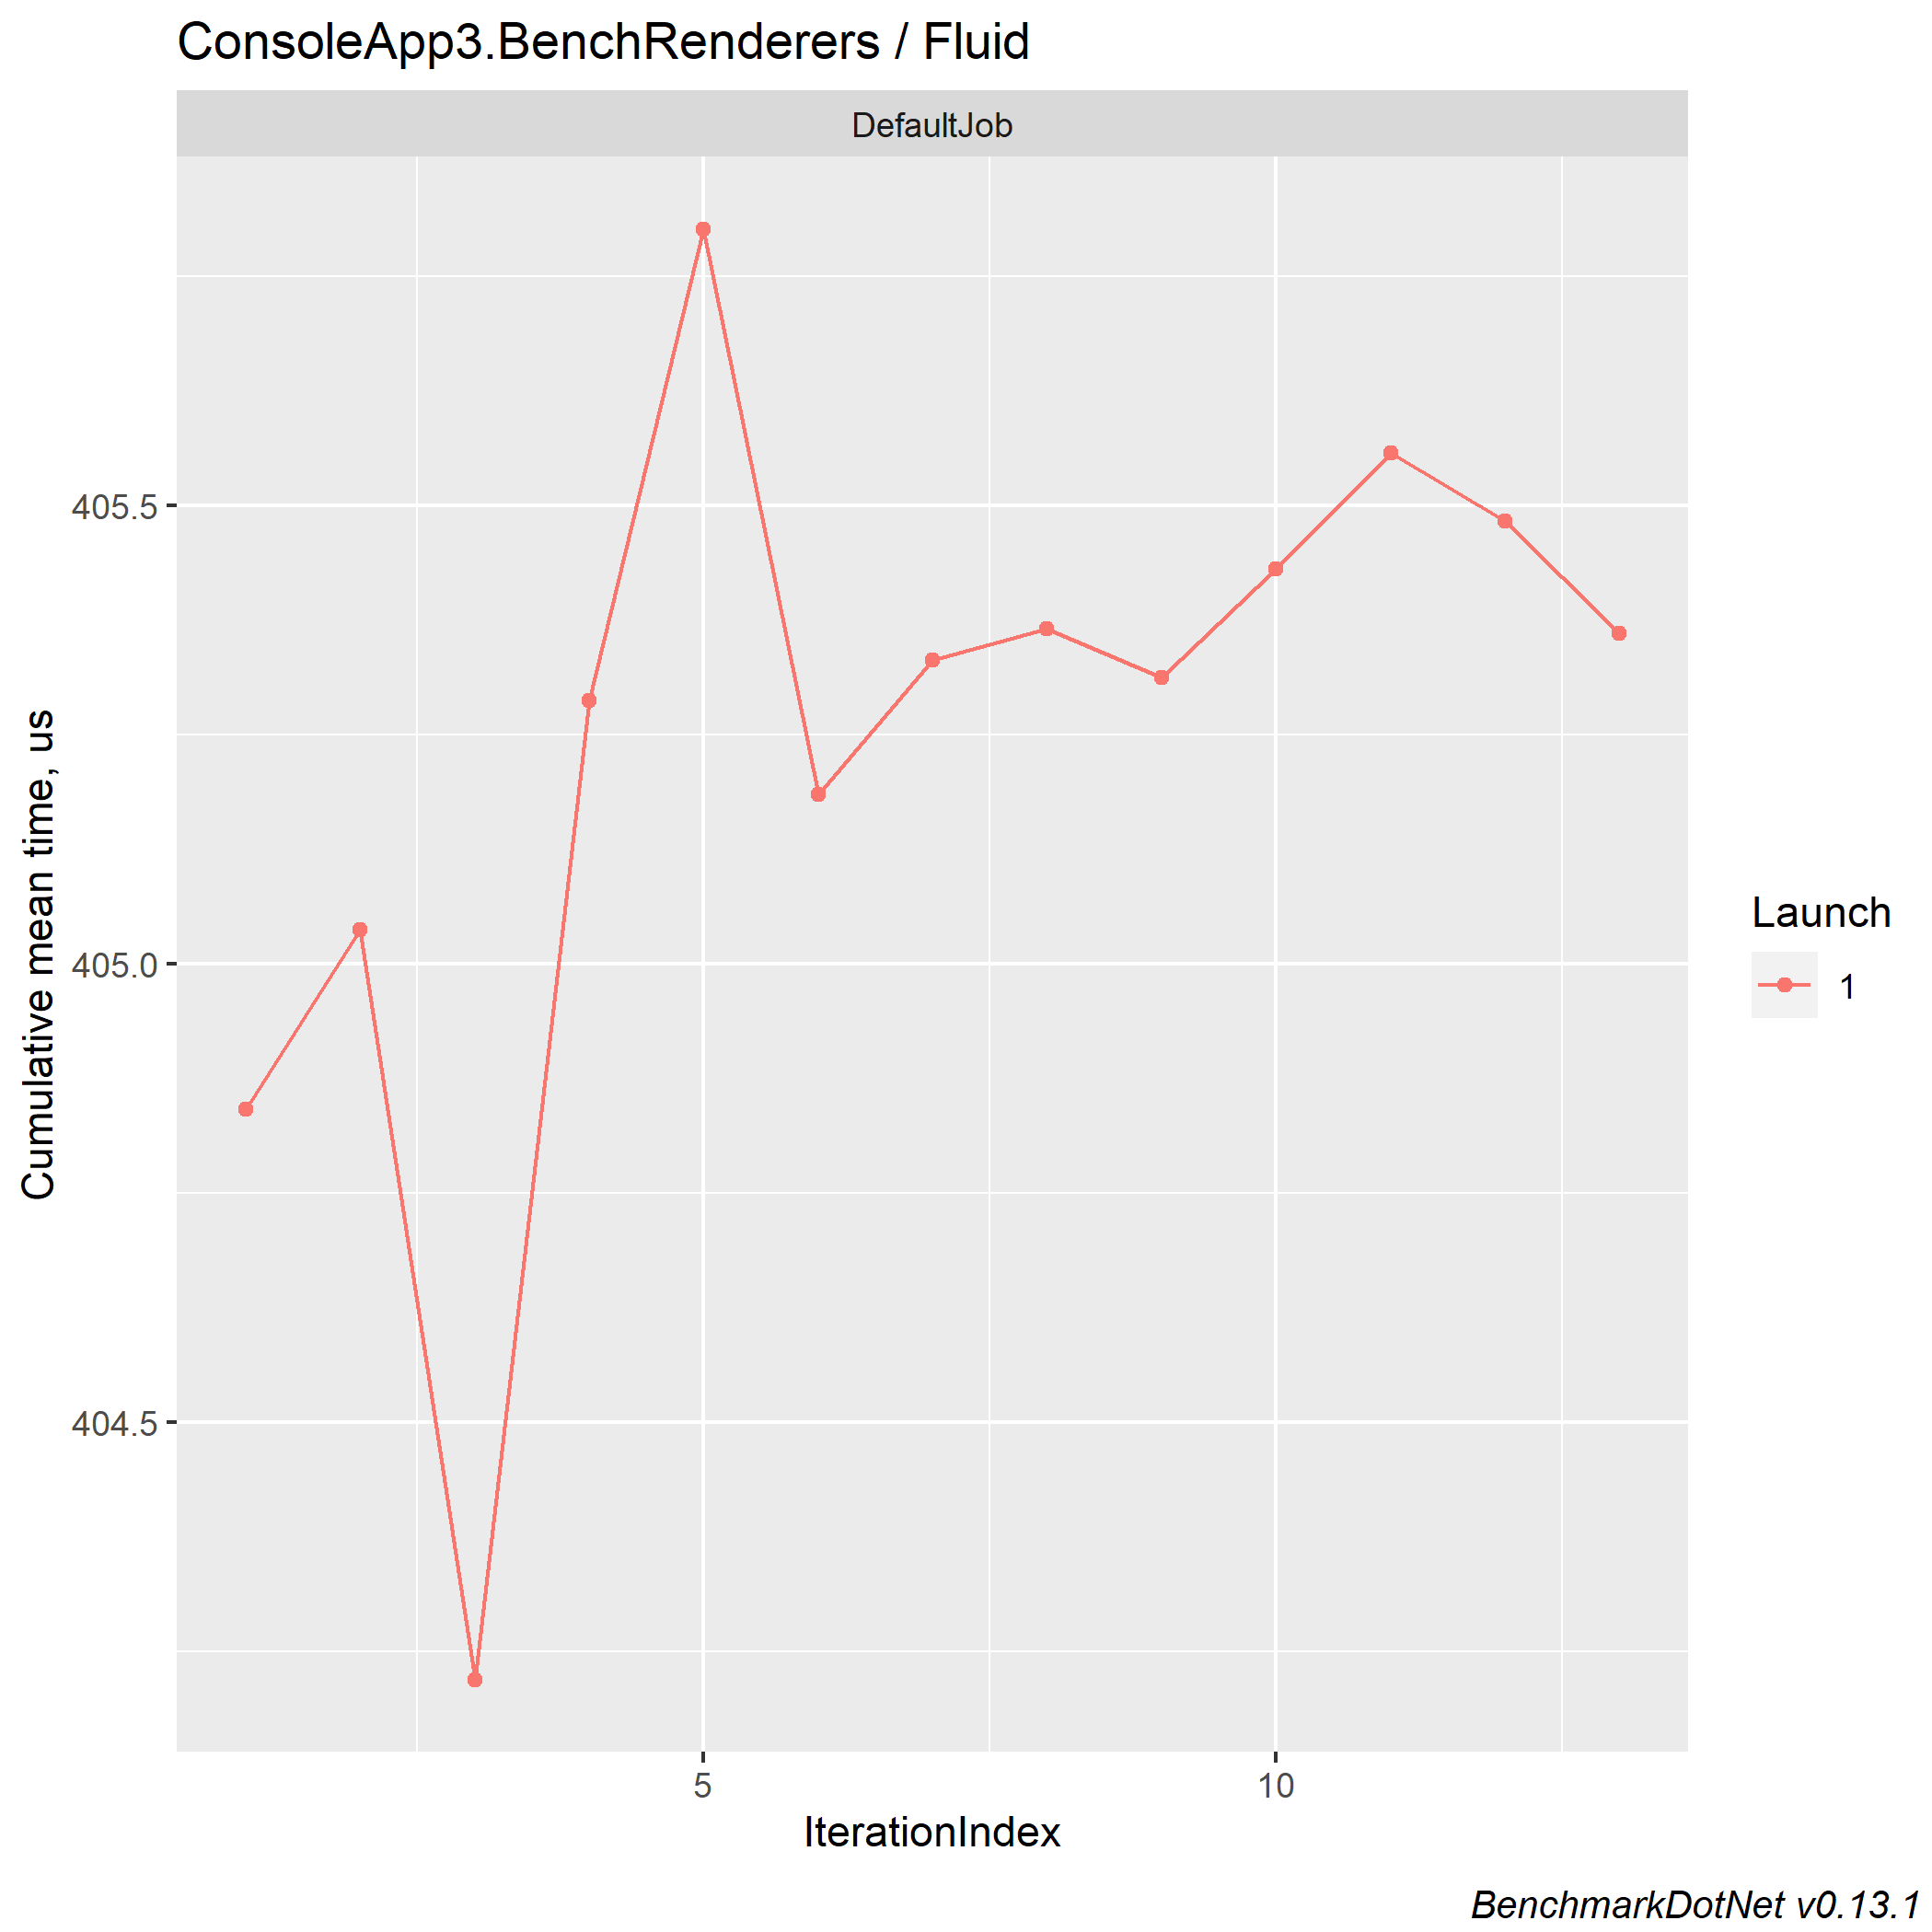 ConsoleApp3.BenchRenderers / Fluid
DefaultJob
Cumulative mean time, us
405.5
405.0
404.5
5
10
IterationIndex
Launch
1
BenchmarkDotNet v0.13.1